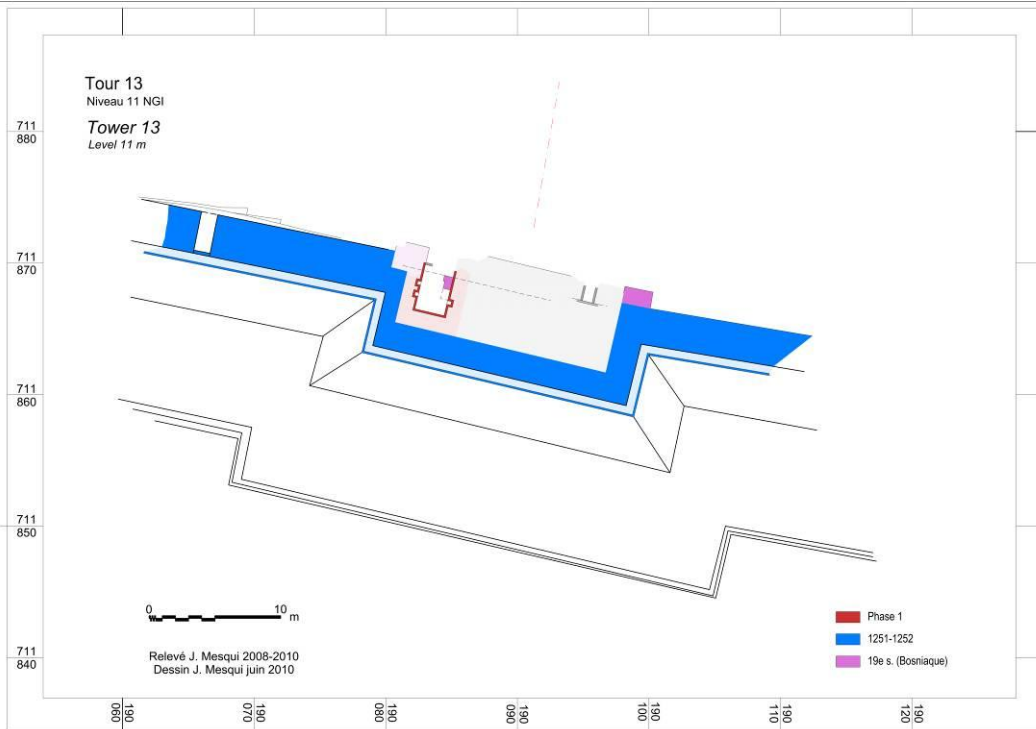 Tour 13
Niveau 11 NGI
Tower 13
Level 11 m
711
880
711
870
711
860
711
850
711
840
0 10
m
Relevé J. Mesqui 2008-2010
Dessin J. Mesqui juin 2010
Phase 1
1251-1252
19e s. (Bosniaque)
190
060
190
070
190
080
190
090
190
100
190
110
190
120